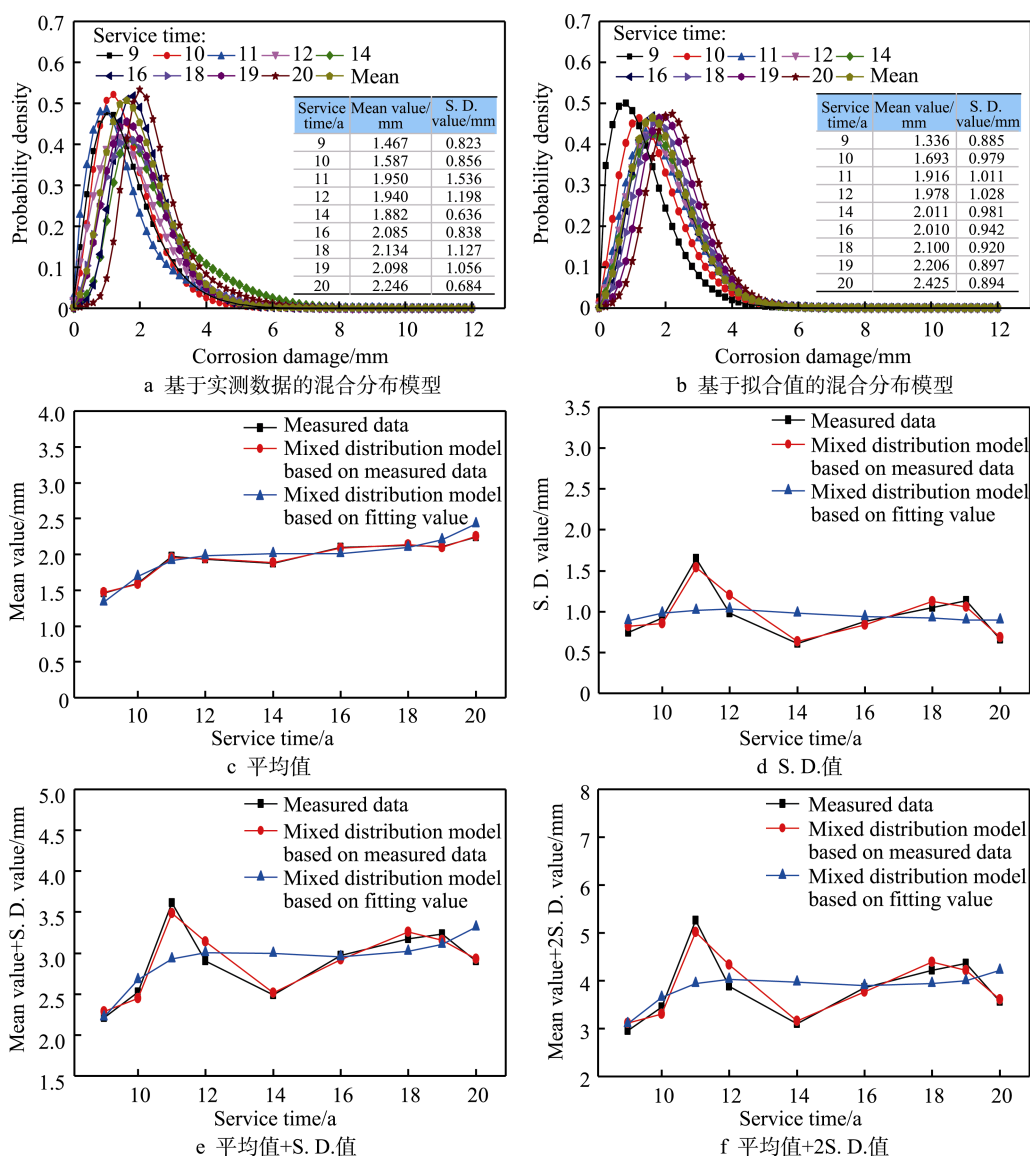 Service time:
9 10 11 12 14
16 18 19 20 Mean
Service time/a Mean value/mm S. D. value/mm
9 1.467 0.823
10 1.587 0.856
11 1.950 1.536
12 1.940 1.198
14 1.882 0.636
16 2.085 0.838
18 2.134 1.127
19 2.098 1.056
20 2.246 0.684
Probability density
0.7
0.6
0.5
0.4
0.3
0.2
0.1
0
0 2 4 6 8 10 12
Corrosion damage/mm
a 基于实测数据的混合分布模型
Service time:
9 10 11 12 14
16 18 19 20 Mean
Service time/a Mean value/mm S. D. value/mm
9 1.336 0.885
10 1.693 0.979
11 1.916 1.011
12 1.978 1.028
14 2.011 0.981
16 2.010 0.942
18 2.100 0.920
19 2.206 0.897
20 2.425 0.894
Probability density
0.7
0.6
0.5
0.4
0.3
0.2
0.1
0
0 2 4 6 8 10 12
Corrosion damage/mm
b 基于拟合值的混合分布模型
Measured data
Mixed distribution model
based on measured data
Mixed distribution model
based on fitting value
Mean value/mm
4.0
3.5
3.0
2.5
2.0
1.5
1.0
0.5
0
10 12 14 16 18 20
Service time/a
c 平均值
Measured data
Mixed distribution model
based on measured data
Mixed distribution model
based on fitting value
S. D. value/mm
3.5
3.0
2.5
2.0
1.5
1.0
0.5
0
10 12 14 16 18 20
Service time/a
d S. D.值
Measured data
Mixed distribution model
based on measured data
Mixed distribution model
based on fitting value
Mean value+S. D. value/mm
5.0
4.5
4.0
3.5
3.0
2.5
2.0
1.5
10 12 14 16 18 20
Service time/a
e 平均值+S. D.值
Measured data
Mixed distribution model
based on measured data
Mixed distribution model
based on fitting value
Mean value+2S. D. value/mm
8
7
6
5
4
3
2
10 12 14 16 18 20
Service time/a
f 平均值+2S. D.值